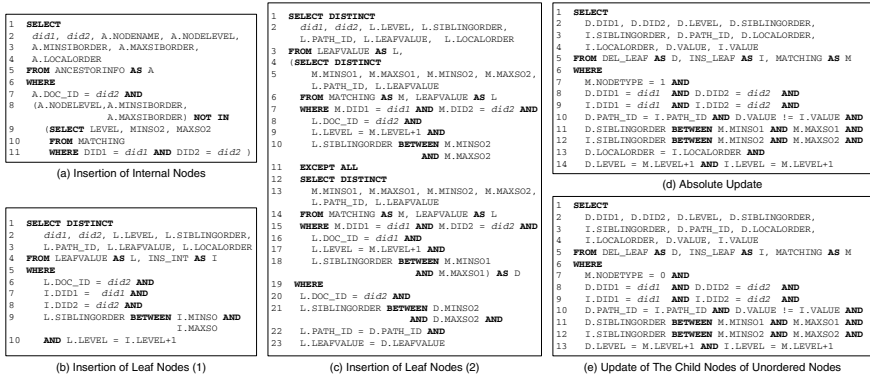 1 SELECT
2 did1, did2, A.NODENAME, A.NODELEVEL,
3 A.MINSIBORDER, A.MAXSIBORDER,
4 A.LOCALORDER
5 FROM ANCESTORINFO AS A
6 WHERE
7 A.DOC_ID = did2 AND
8 (A.NODELEVEL,A.MINSIBORDER,
A.MAXSIBORDER) NOT IN
9 (SELECT LEVEL, MINSO2, MAXSO2
10 FROM MATCHING
11 WHERE DID1 = did1 AND DID2 = did2 )
(a) Insertion of Internal Nodes
1 SELECT DISTINCT
2 did1, did2, L.LEVEL, L.SIBLINGORDER,
3 L.PATH_ID, L.LEAFVALUE, L.LOCALORDER
4 FROM LEAFVALUE AS L, INS_INT AS I
5 WHERE
6 L.DOC_ID = did2 AND
7 I.DID1 = did1 AND
8 I.DID2 = did2 AND
9 L.SIBLINGORDER BETWEEN I.MINSO AND
I.MAXSO
10 AND L.LEVEL = I.LEVEL+1
(b) Insertion of Leaf Nodes (1)
1 SELECT DISTINCT
2 did1, did2, L.LEVEL, L.SIBLINGORDER,
L.PATH_ID, L.LEAFVALUE, L.LOCALORDER
3 FROM LEAFVALUE AS L,
4 (SELECT DISTINCT
5 M.MINSO1, M.MAXSO1, M.MINSO2, M.MAXSO2,
L.PATH_ID, L.LEAFVALUE
6 FROM MATCHING AS M, LEAFVALUE AS L
7 WHERE M.DID1 = did1 AND M.DID2 = did2 AND
8 L.DOC_ID = did2 AND
9 L.LEVEL = M.LEVEL+1 AND
10 L.SIBLINGORDER BETWEEN M.MINSO2
AND M.MAXSO2
11 EXCEPT ALL
12 SELECT DISTINCT
13 M.MINSO1, M.MAXSO1, M.MINSO2, M.MAXSO2,
L.PATH_ID, L.LEAFVALUE
14 FROM MATCHING AS M, LEAFVALUE AS L
15 WHERE M.DID1 = did1 AND M.DID2 = did2 AND
16 L.DOC_ID = did1 AND
17 L.LEVEL = M.LEVEL+1 AND
18 L.SIBLINGORDER BETWEEN M.MINSO1
AND M.MAXSO1) AS D
19 WHERE
20 L.DOC_ID = did2 AND
21 L.SIBLINGORDER BETWEEN D.MINSO2
AND D.MAXSO2 AND
22 L.PATH_ID = D.PATH_ID AND
23 L.LEAFVALUE = D.LEAFVALUE
(c) Insertion of Leaf Nodes (2)
1 SELECT
2 D.DID1, D.DID2, D.LEVEL, D.SIBLINGORDER,
3 I.SIBLINGORDER, D.PATH_ID, D.LOCALORDER,
4 I.LOCALORDER, D.VALUE, I.VALUE
5 FROM DEL_LEAF AS D, INS_LEAF AS I, MATCHING AS M
6 WHERE
7 M.NODETYPE = 1 AND
8 D.DID1 = did1 AND D.DID2 = did2 AND
9 I.DID1 = did1 AND I.DID2 = did2 AND
10 D.PATH_ID = I.PATH_ID AND D.VALUE != I.VALUE AND
11 D.SIBLINGORDER BETWEEN M.MINSO1 AND M.MAXSO1 AND
12 I.SIBLINGORDER BETWEEN M.MINSO2 AND M.MAXSO2 AND
13 D.LOCALORDER = I.LOCALORDER AND
14 D.LEVEL = M.LEVEL+1 AND I.LEVEL = M.LEVEL+1
(d) Absolute Update
1 SELECT
2 D.DID1, D.DID2, D.LEVEL, D.SIBLINGORDER,
3 I.SIBLINGORDER, D.PATH_ID, D.LOCALORDER,
4 I.LOCALORDER, D.VALUE, I.VALUE
5 FROM DEL_LEAF AS D, INS_LEAF AS I, MATCHING AS M
6 WHERE
7 M.NODETYPE = 0 AND
8 D.DID1 = did1 AND D.DID2 = did2 AND
9 I.DID1 = did1 AND I.DID2 = did2 AND
10 D.PATH_ID = I.PATH_ID AND D.VALUE != I.VALUE AND
11 D.SIBLINGORDER BETWEEN M.MINSO1 AND M.MAXSO1 AND
12 I.SIBLINGORDER BETWEEN M.MINSO2 AND M.MAXSO2 AND
13 D.LEVEL = M.LEVEL+1 AND I.LEVEL = M.LEVEL+1
(e) Update of The Child Nodes of Unordered Nodes